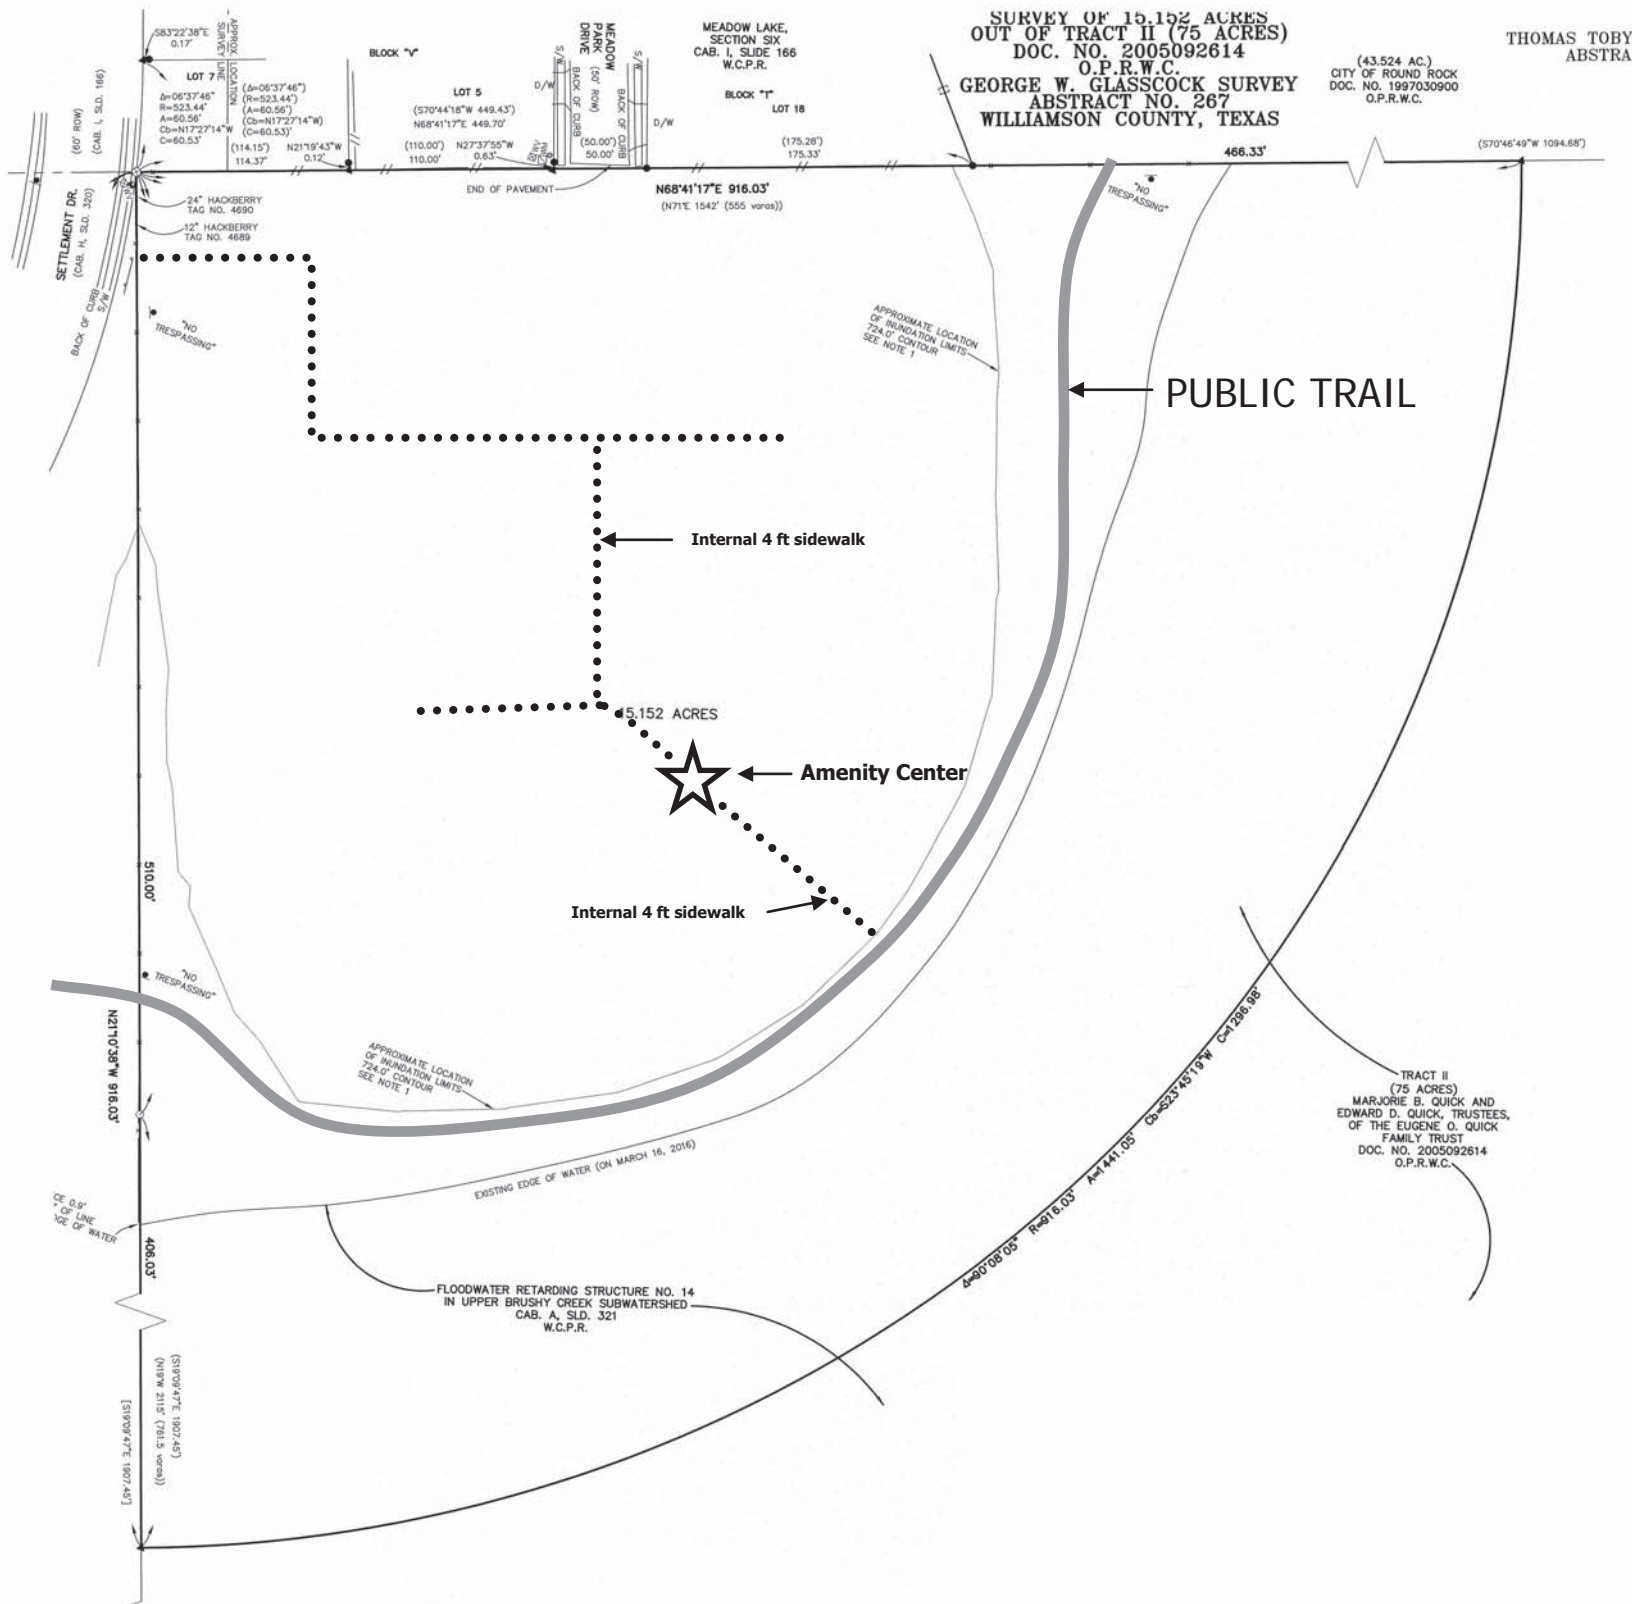 SURVEY OF 15.152 ACRES
OUT OF TRACT II (75 ACRES)
DOC. NO. 2005092614
O.P.R.W.C.
GEORGE W. GLASSCOCK SURVEY
ABSTRACT NO. 267
WILLIAMSON COUNTY, TEXAS
THOMAS TOBY
ABSTRA
(43.524 AC.)
CITY OF ROUND ROCK
DOC. NO. 1997030900
O.P.R.W.C.
(S70°46'49"W 1094.68')
466.33'
MEADOW LAKE,
SECTION SIX
CAB. I, SLIDE 166
W.C.P.R.
BLOCK "T"
LOT 18
(175.28')
175.33'
MEADOW
PARK
DRIVE
(50' ROW)
BACK OF CURB
BACK OF CURB
S/W
S/W
D/W
D/W
(50.00')
50.00'
BLOCK "V"
LOT 5
(S70°44'18"W 449.43')
N68°41'17"E 449.70'
(110.00')
110.00'
N27°37'55"W
0.63'
END OF PAVEMENT
N68°41'17"E 916.03'
(N71°E 1542' (555 varas))
S83°22'38"E
0.17'
APPROX. LOCATION
SURVEY LINE
LOT 7
Δ=06°37'46"
R=523.44'
A=60.56'
Cb=N17°27'14"W
C=60.53'
(Δ=06°37'46")
(R=523.44')
(A=60.56')
(Cb=N17°27'14"W)
(C=60.53')
(114.15')
114.37'
N21°19'43"W
0.12'
(60' ROW)
(CAB. I, SLD. 166)
SETTLEMENT DR.
(CAB. H, SLD. 320)
BACK OF CURB
S/W
24" HACKBERRY
TAG NO. 4690
12" HACKBERRY
TAG NO. 4689
"NO
TRESPASSING"
"NO
TRESPASSING"
APPROXIMATE LOCATION
OF INUNDATION LIMITS
724.0' CONTOUR
SEE NOTE 1
PUBLIC TRAIL
Internal 4 ft sidewalk
15.152 ACRES
Amenity Center
Internal 4 ft sidewalk
510.00'
"NO
TRESPASSING"
N21°10'38"W 916.03'
APPROXIMATE LOCATION
OF INUNDATION LIMITS
724.0' CONTOUR
SEE NOTE 1
EXISTING EDGE OF WATER (ON MARCH 16, 2016)
CE 0.9'
OF LINE
GE OF WATER
406.03'
FLOODWATER RETARDING STRUCTURE NO. 14
IN UPPER BRUSHY CREEK SUBWATERSHED
CAB. A, SLD. 321
W.C.P.R.
Δ=90°08'05" R=916.03' A=1441.05' Cb=S23°45'19"W C=1296.98'
TRACT II
(75 ACRES)
MARJORIE B. QUICK AND
EDWARD D. QUICK, TRUSTEES,
OF THE EUGENE O. QUICK
FAMILY TRUST
DOC. NO. 2005092614
O.P.R.W.C.
(S19°09'47"E 1907.45')
(N19°W 2115' (761.5 varas))
[S19°09'47"E 1907.45']